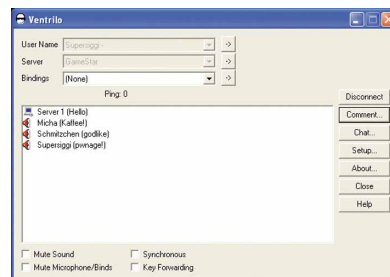 Ventrilo
User Name Supersiggi -
Server GameStar
Bindings (None)
Ping: 0
Disconnect
Server 1 (Hello)
Comment...
Micha (Kaffee!)
Chat...
Schmitzchen (godlike)
Supersiggi (pwnage!)
Setup...
About...
Close
Help
Mute Sound
Synchronous
Mute Microphone/Binds
Key Forwarding